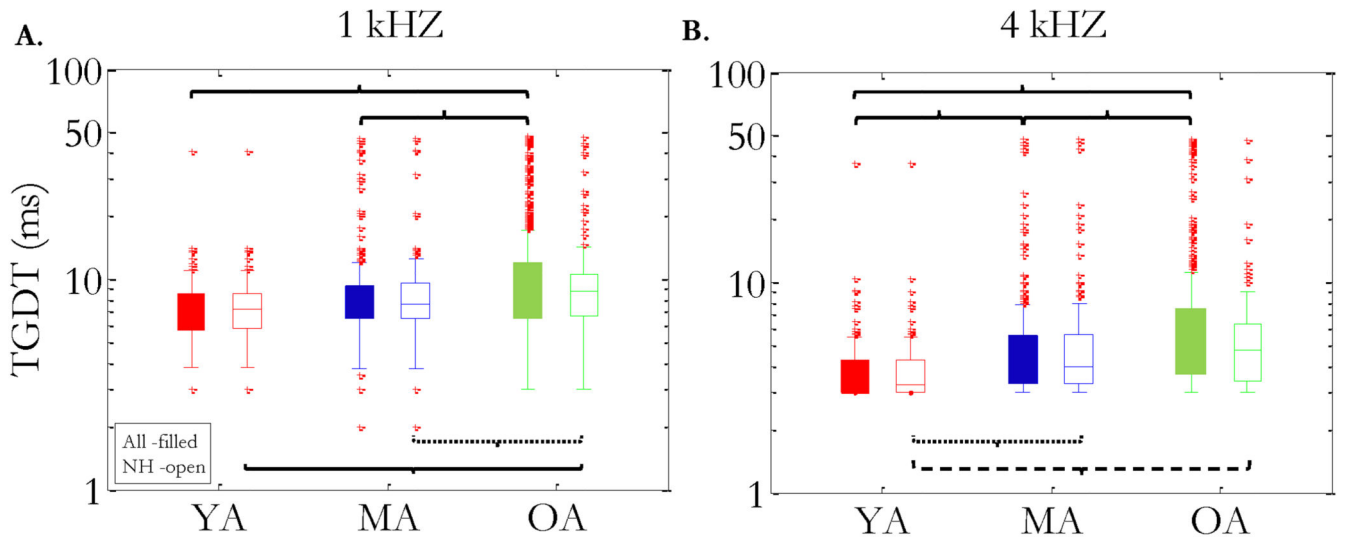 A.
1 kHZ
100
50
10
1
TGDT (ms)
All -filled
NH -open
YA
MA
OA
B.
4 kHZ
100
50
10
1
YA
MA
OA